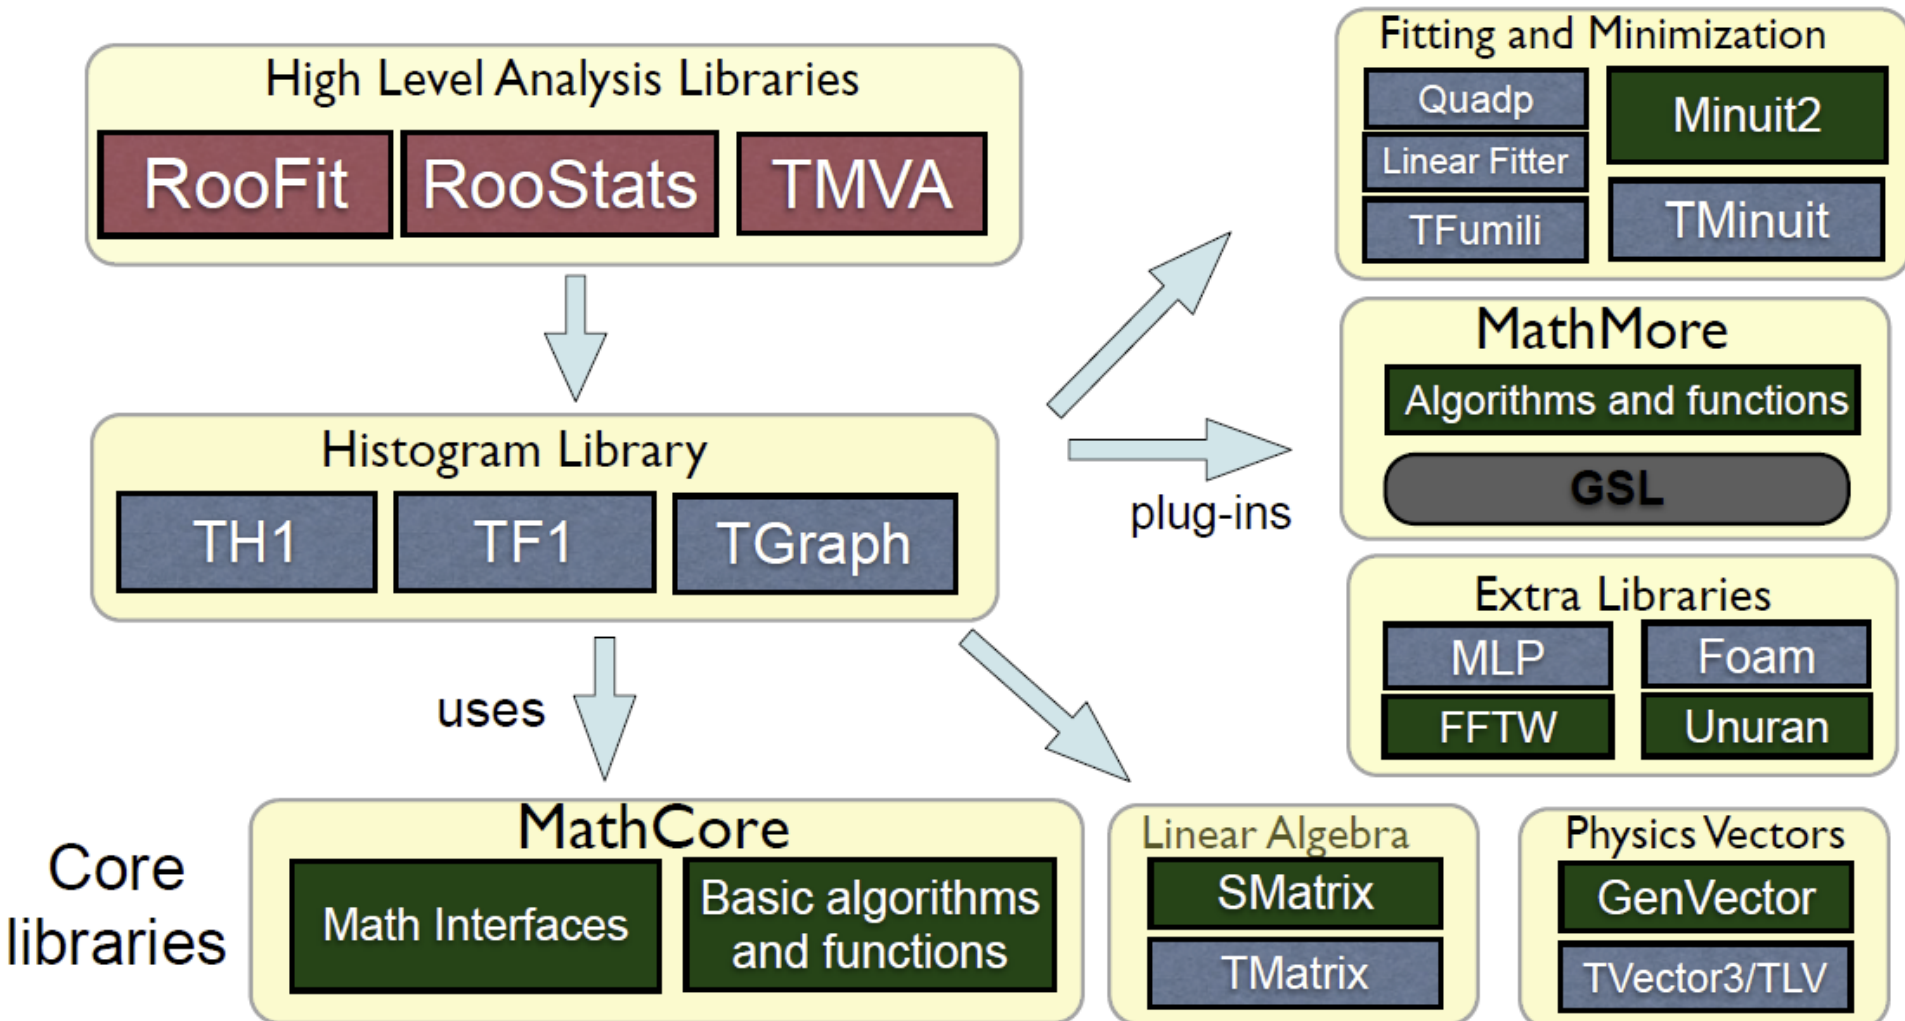 High Level Analysis Libraries
RooFit
RooStats
TMVA
Fitting and Minimization
Quadp
Linear Fitter
TFumili
Minuit2
TMinuit
MathMore
Algorithms and functions
GSL
plug-ins
Histogram Library
TH1
TF1
TGraph
Extra Libraries
MLP
Foam
FFTW
Unuran
uses
Core
libraries
MathCore
Math Interfaces
Basic algorithms
and functions
Linear Algebra
SMatrix
TMatrix
Physics Vectors
GenVector
TVector3/TLV